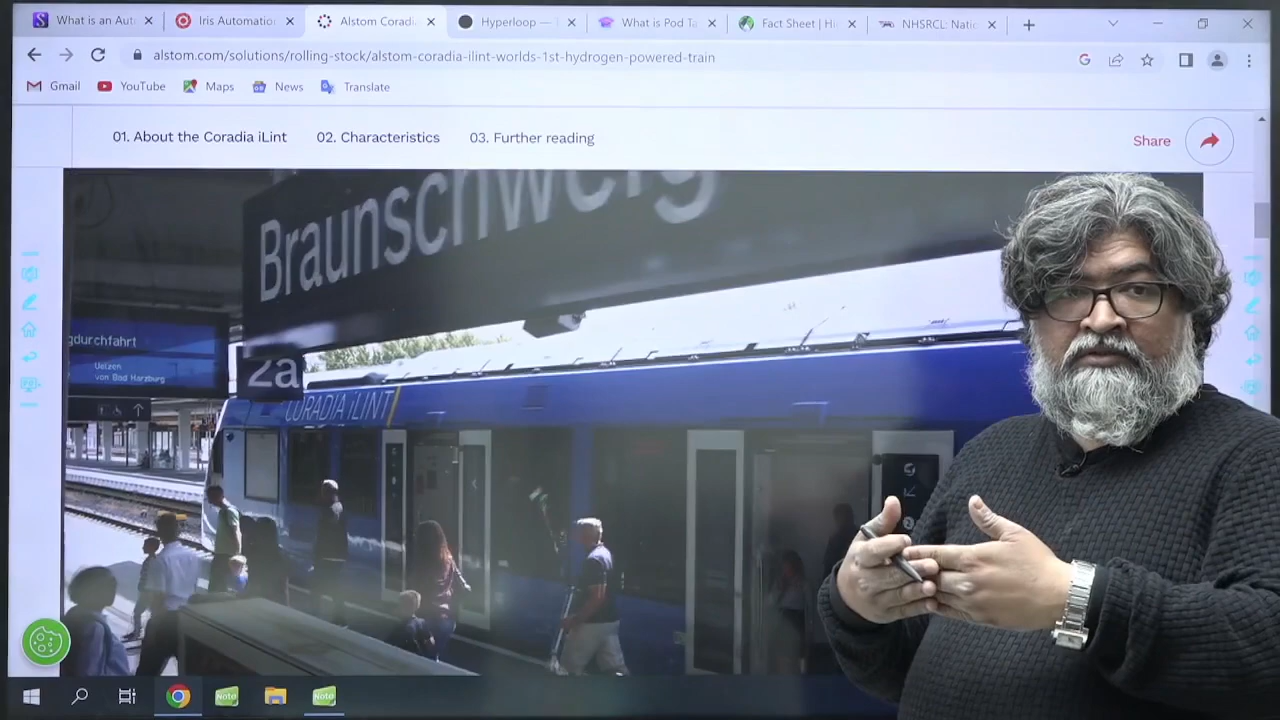 What is an Aut
Iris Automatio
Alstom Coradi
Hyperloop —
What is Pod Ta
Fact Sheet | Hi
NHSRCL: Natio
alstom.com/solutions/rolling-stock/alstom-coradia-ilint-worlds-1st-hydrogen-powered-train
Gmail
YouTube
Maps
News
Translate
01. About the Coradia iLint
02. Characteristics
03. Further reading
Share
Braunschweig
gdurchfahrt
Uelzen
von Bad Harzburg
2a
CORADIA iLINT
Note
Note